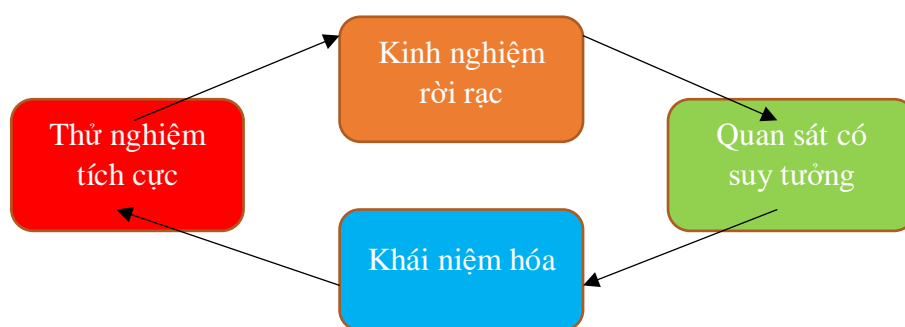 Kinh nghiệm
rời rạc
Thử nghiệm
tích cực
Quan sát có
suy tưởng
Khái niệm hóa